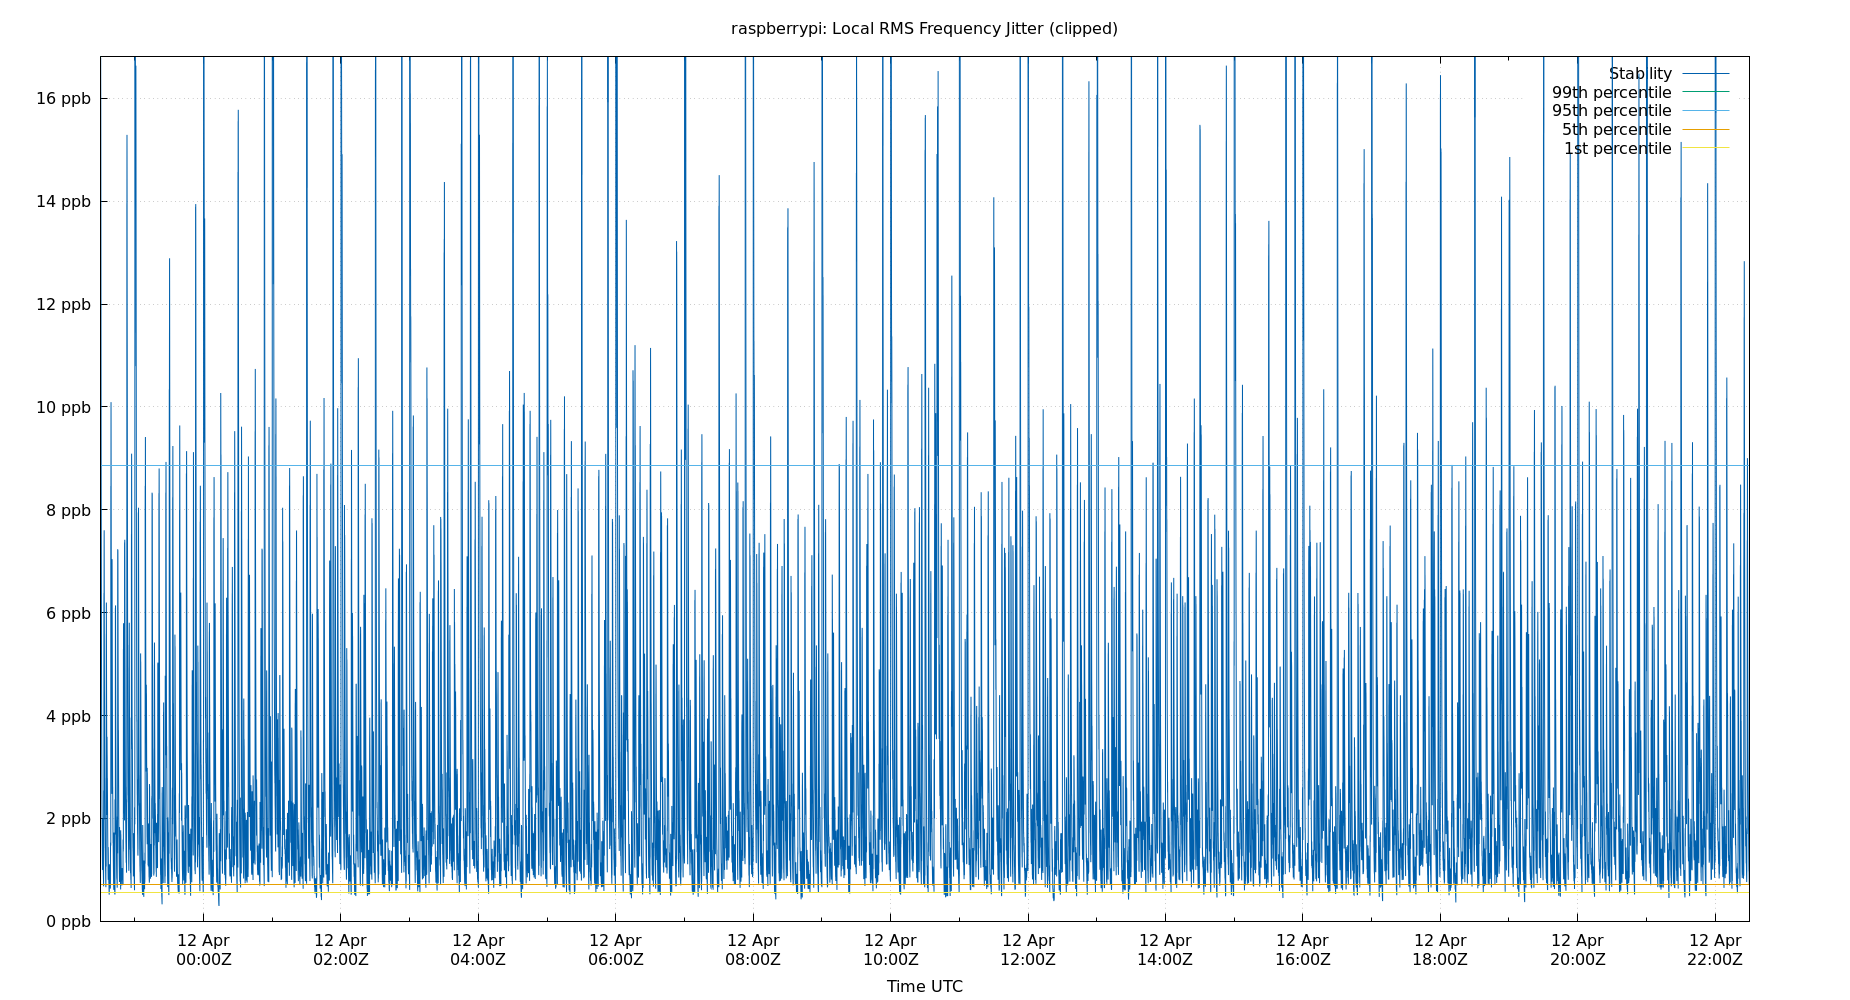 raspberrypi: Local RMS Frequency Jitter (clipped)
Stability
99th percentile
95th percentile
5th percentile
1st percentile
16 ppb
14 ppb
12 ppb
10 ppb
8 ppb
6 ppb
4 ppb
2 ppb
0 ppb
12 Apr 12 Apr 12 Apr 12 Apr 12 Apr 12 Apr 12 Apr 12 Apr 12 Apr 12 Apr 12 Apr 12 Apr
00:00Z 02:00Z 04:00Z 06:00Z 08:00Z 10:00Z 12:00Z 14:00Z 16:00Z 18:00Z 20:00Z 22:00Z
Time UTC